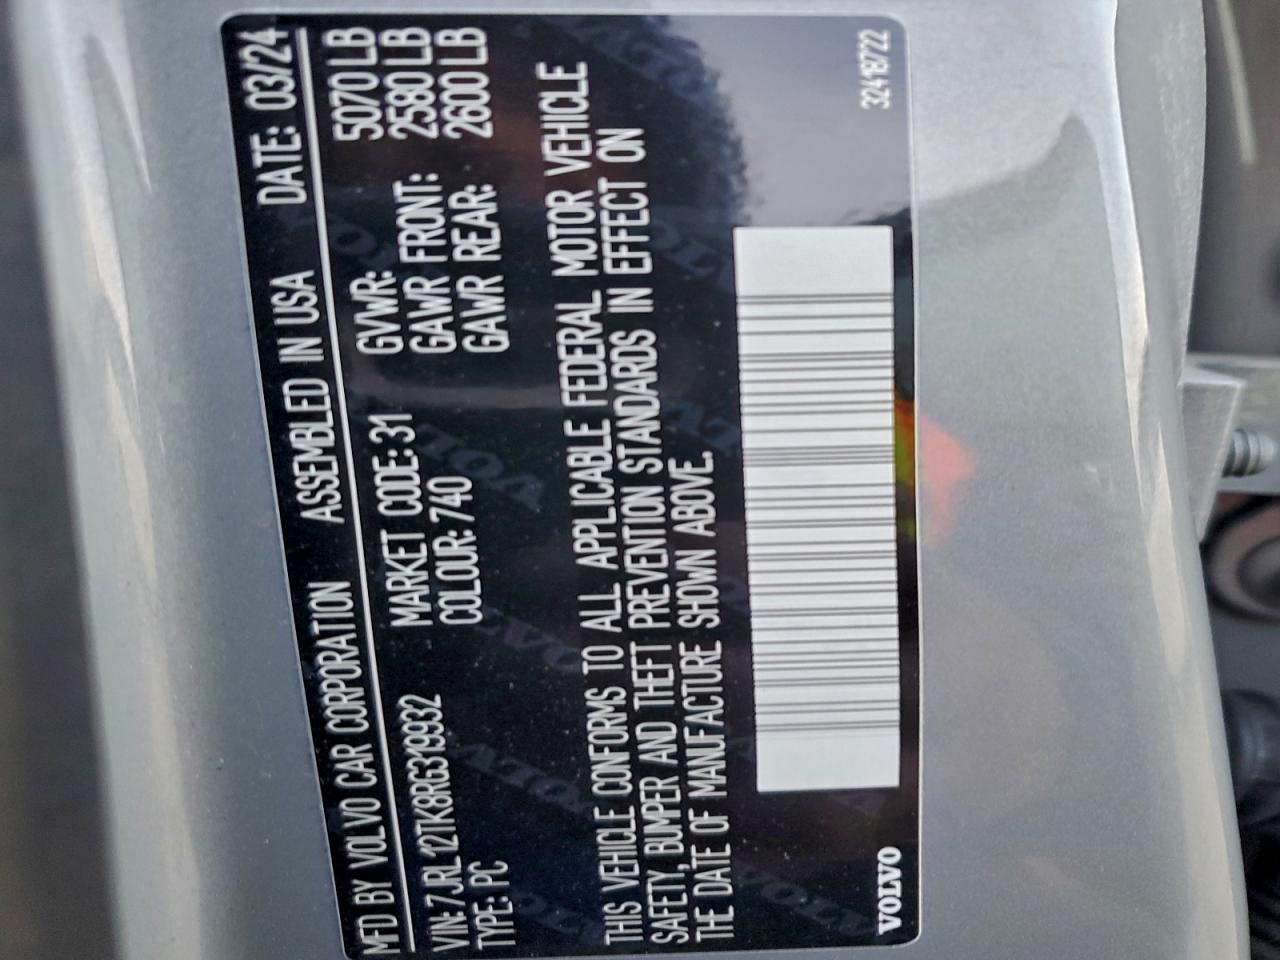 MFD BY VOLVO CAR CORPORATION ASSEMBLED IN USA DATE: 03/24
VIN: 7JRL12TK8RG319932 MARKET CODE: 31 GVWR: 5070 LB
TYPE: PC COLOUR: 740 GAWR FRONT: 2580 LB
GAWR REAR: 2600 LB
THIS VEHICLE CONFORMS TO ALL APPLICABLE FEDERAL MOTOR VEHICLE
SAFETY, BUMPER AND THEFT PREVENTION STANDARDS IN EFFECT ON
THE DATE OF MANUFACTURE SHOWN ABOVE.
VOLVO 32418722